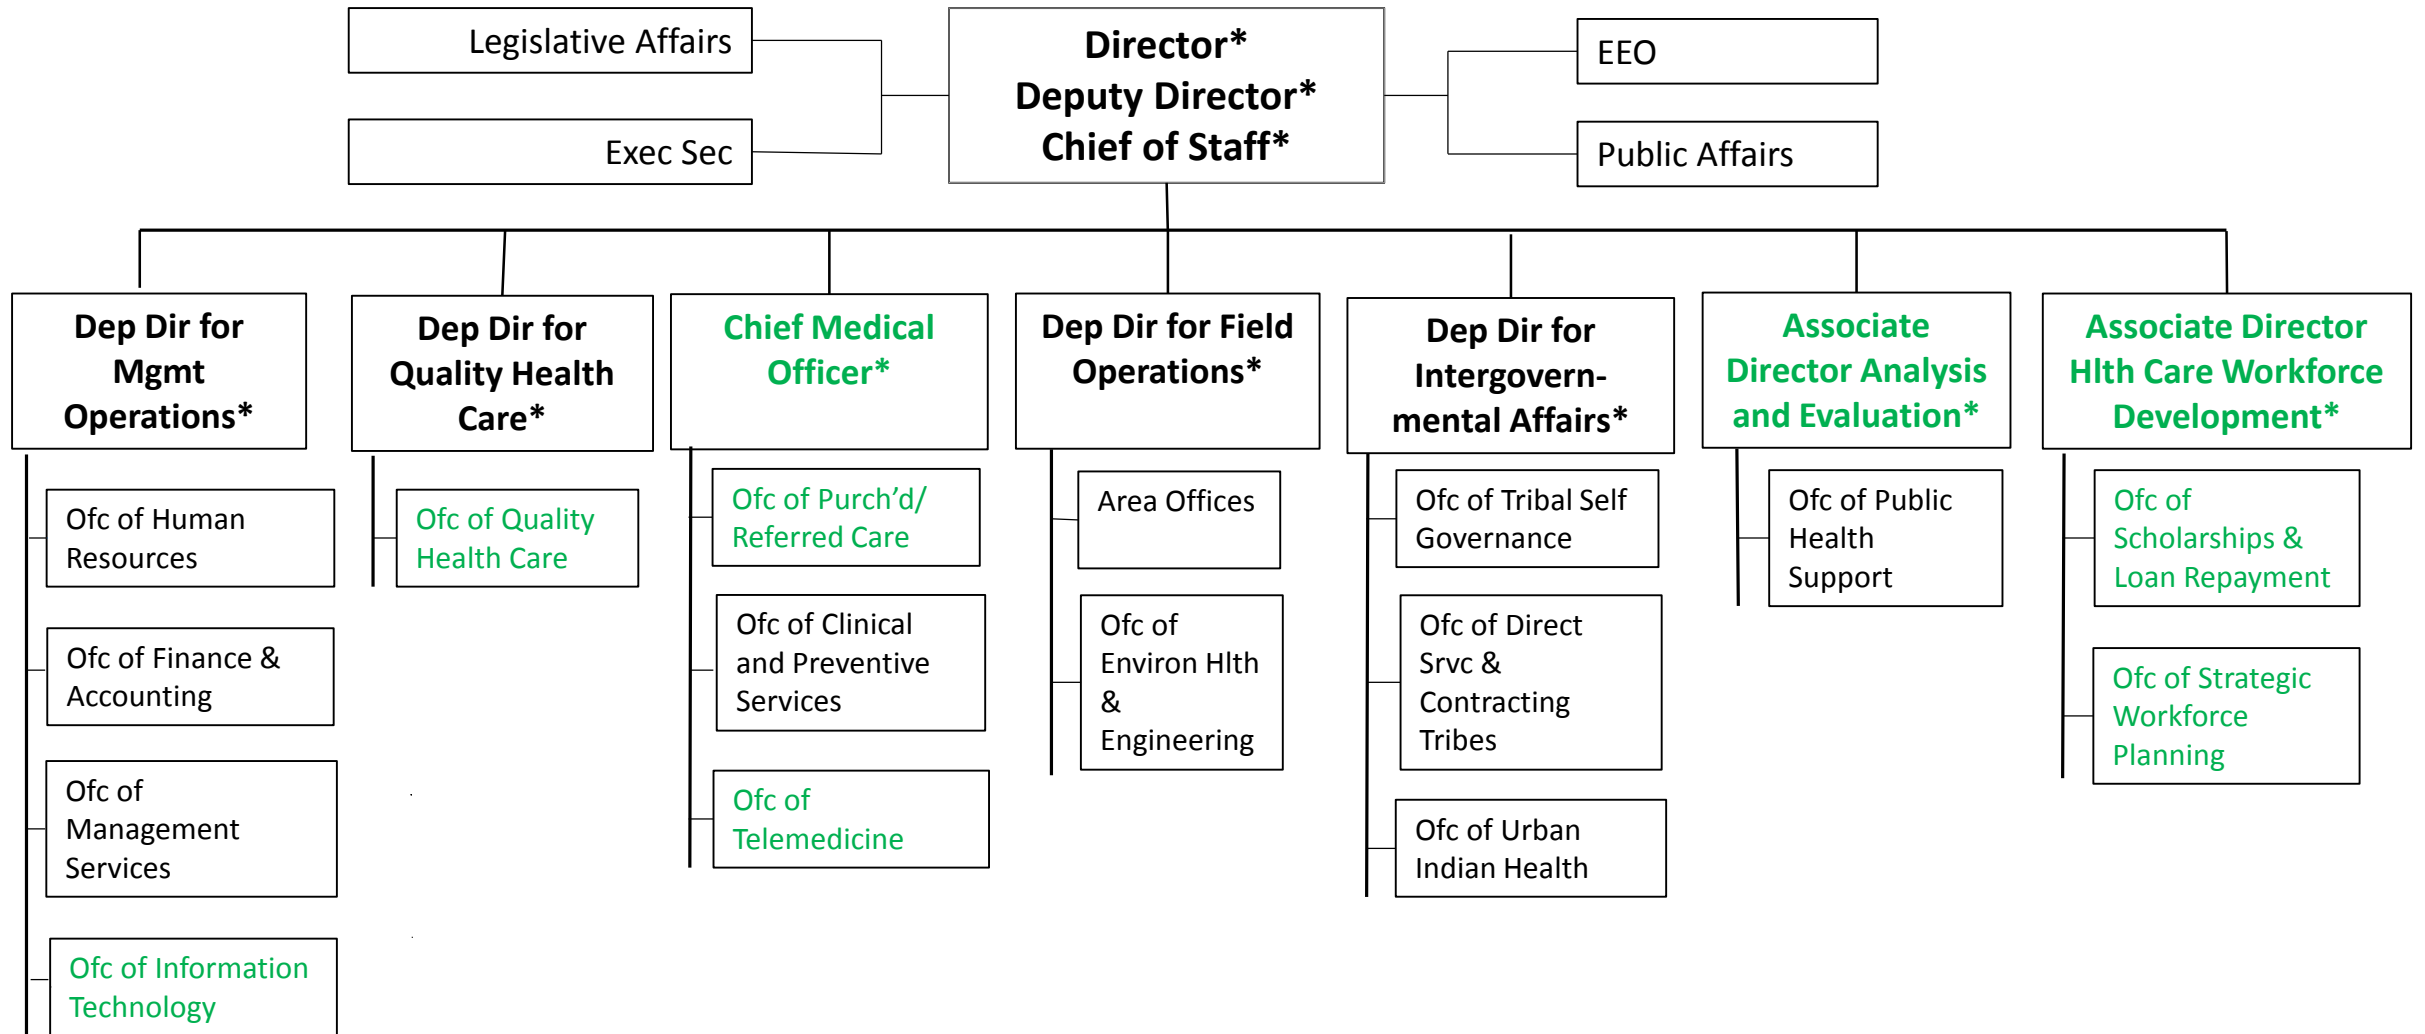 Legislative Affairs
Exec Sec
Director*
Deputy Director*
Chief of Staff*
EEO
Public Affairs
Dep Dir for
Mgmt
Operations*
Ofc of Human
Resources
Ofc of Finance &
Accounting
Ofc of
Management
Services
Ofc of Information
Technology
Dep Dir for
Quality Health
Care*
Ofc of Quality
Health Care
Chief Medical
Officer*
Ofc of Purch’d/
Referred Care
Ofc of Clinical
and Preventive
Services
Ofc of
Telemedicine
Dep Dir for Field
Operations*
Area Offices
Ofc of
Environ Hlth
&
Engineering
Dep Dir for
Intergovern-
mental Affairs*
Ofc of Tribal Self
Governance
Ofc of Direct
Srvc &
Contracting
Tribes
Ofc of Urban
Indian Health
Associate
Director Analysis
and Evaluation*
Ofc of Public
Health
Support
Associate Director
Hlth Care Workforce
Development*
Ofc of
Scholarships &
Loan Repayment
Ofc of Strategic
Workforce
Planning